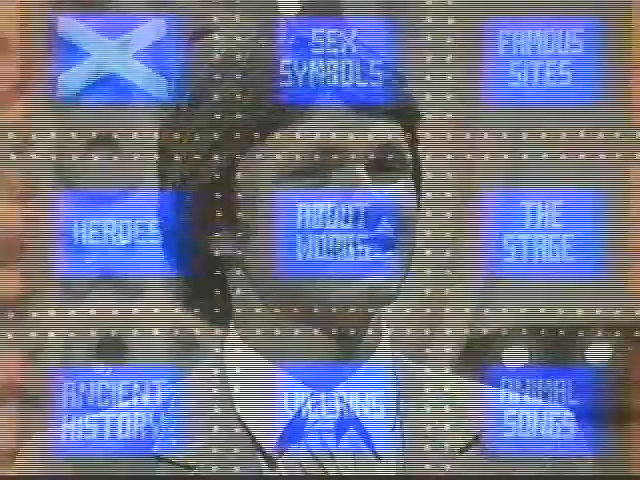 X
SEX
SYMBOLS
FAMOUS
SITES
HEROES
ABOUT
WORDS
THE
STAGE
ANCIENT
HISTORY
VILLAINS
ANIMAL
SONGS